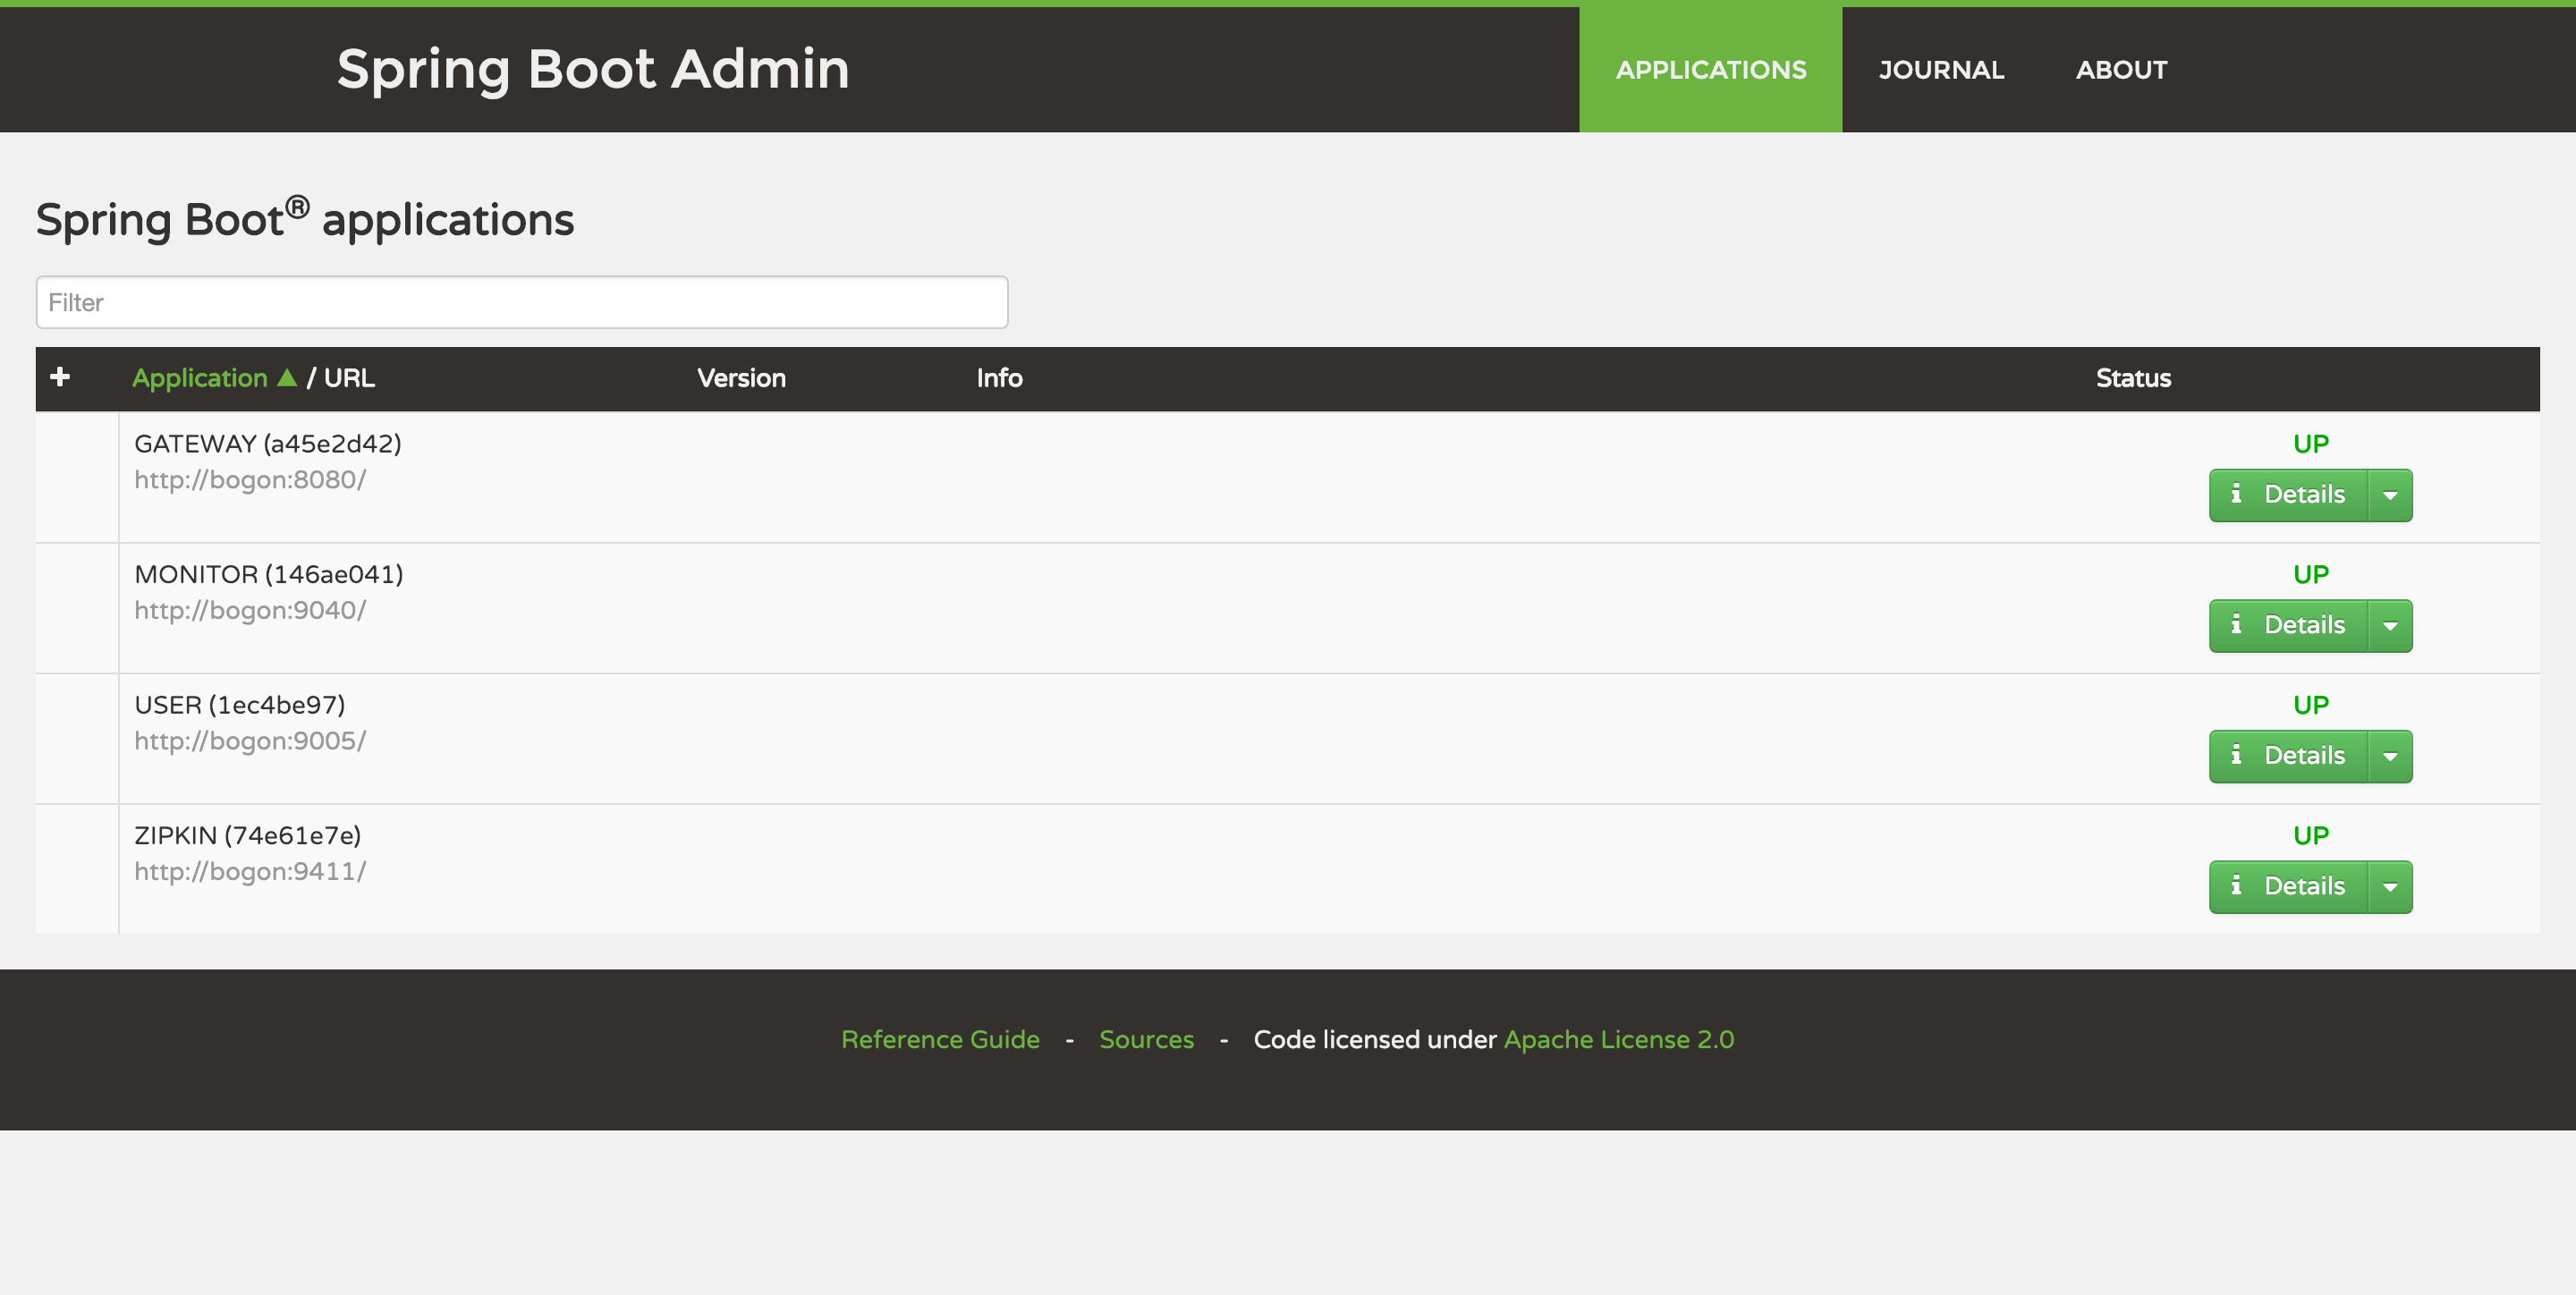 Spring Boot Admin
APPLICATIONS
JOURNAL
ABOUT
Spring Boot® applications
Filter
Application ▲ / URL
Version
Info
Status
GATEWAY (a45e2d42)
http://bogon:8080/
UP
Details
MONITOR (146ae041)
http://bogon:9040/
UP
Details
USER (1ec4be97)
http://bogon:9005/
UP
Details
ZIPKIN (74e61e7e)
http://bogon:9411/
UP
Details
Reference Guide - Sources - Code licensed under Apache License 2.0